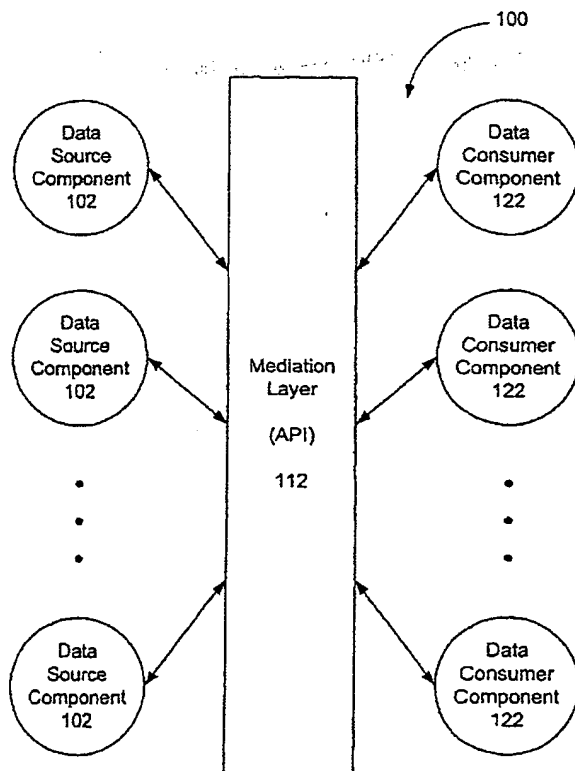 100
Data
Source
Component
102
Data
Consumer
Component
122
Data
Source
Component
102
Mediation
Layer
(API)
112
Data
Consumer
Component
122
Data
Source
Component
102
Data
Consumer
Component
122